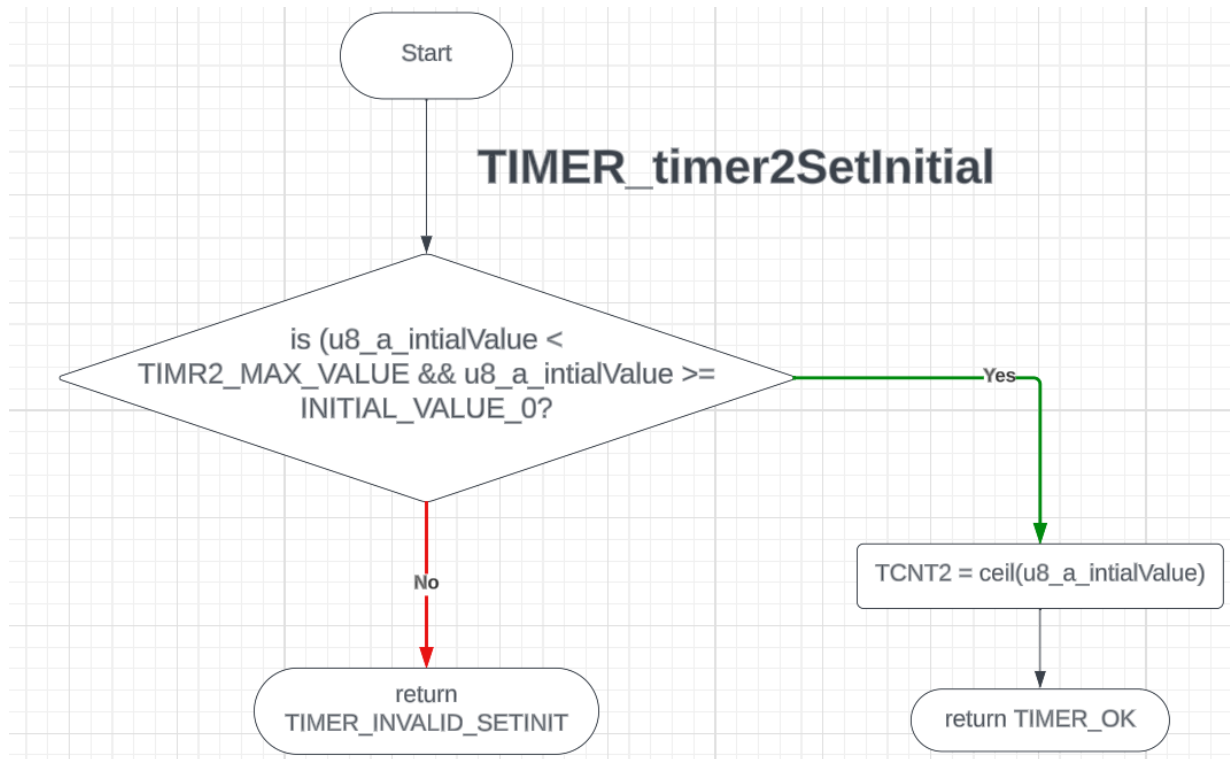 Start
TIMER_timer2SetInitial
is (u8_a_intialValue <
TIMR2_MAX_VALUE && u8_a_intialValue >=
INITIAL_VALUE_0?
Yes
TCNT2 = ceil(u8_a_intialValue)
No
return
TIMER_INVALID_SETINIT
return TIMER_OK